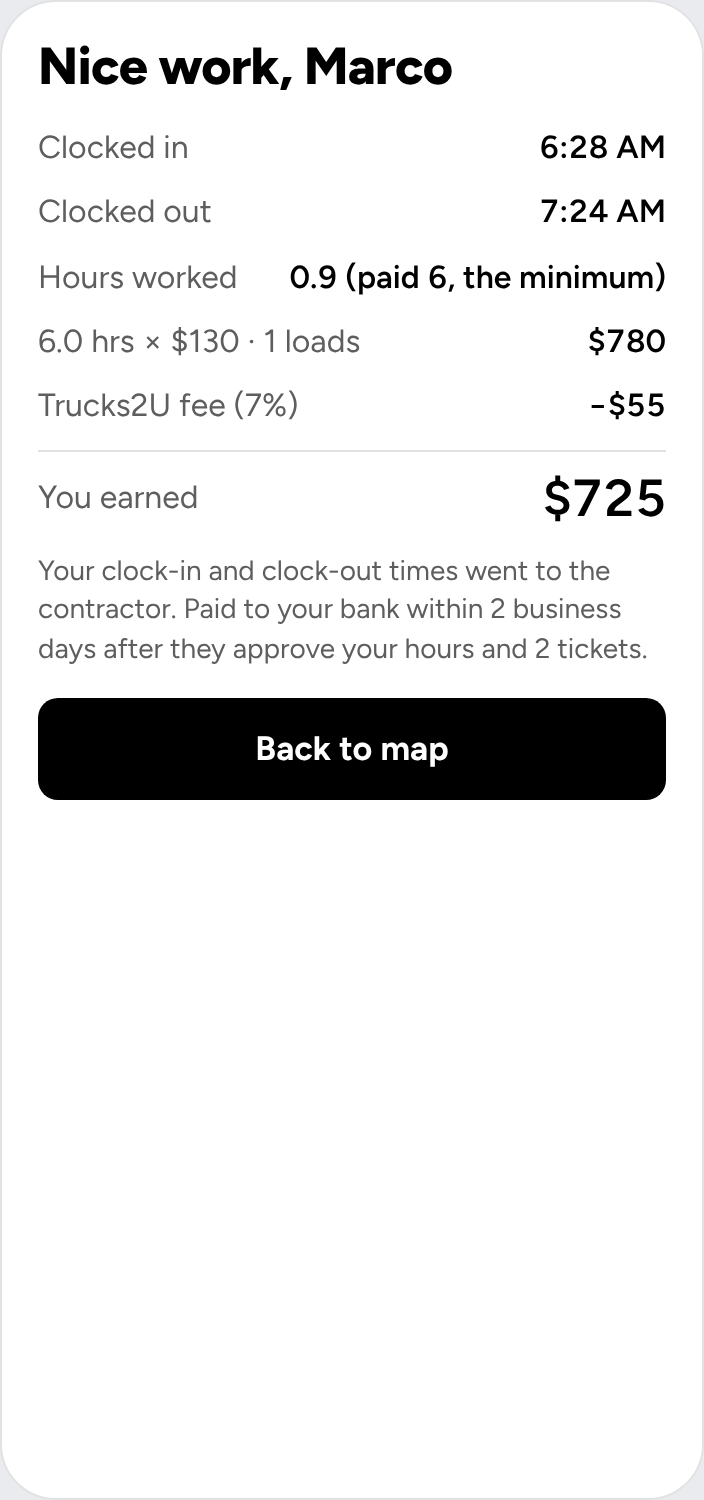 Nice work, Marco
Clocked in 6:28 AM
Clocked out 7:24 AM
Hours worked 0.9 (paid 6, the minimum)
6.0 hrs × $130 · 1 loads $780
Trucks2U fee (7%) −$55
You earned $725
Your clock-in and clock-out times went to the
contractor. Paid to your bank within 2 business
days after they approve your hours and 2 tickets.
Back to map